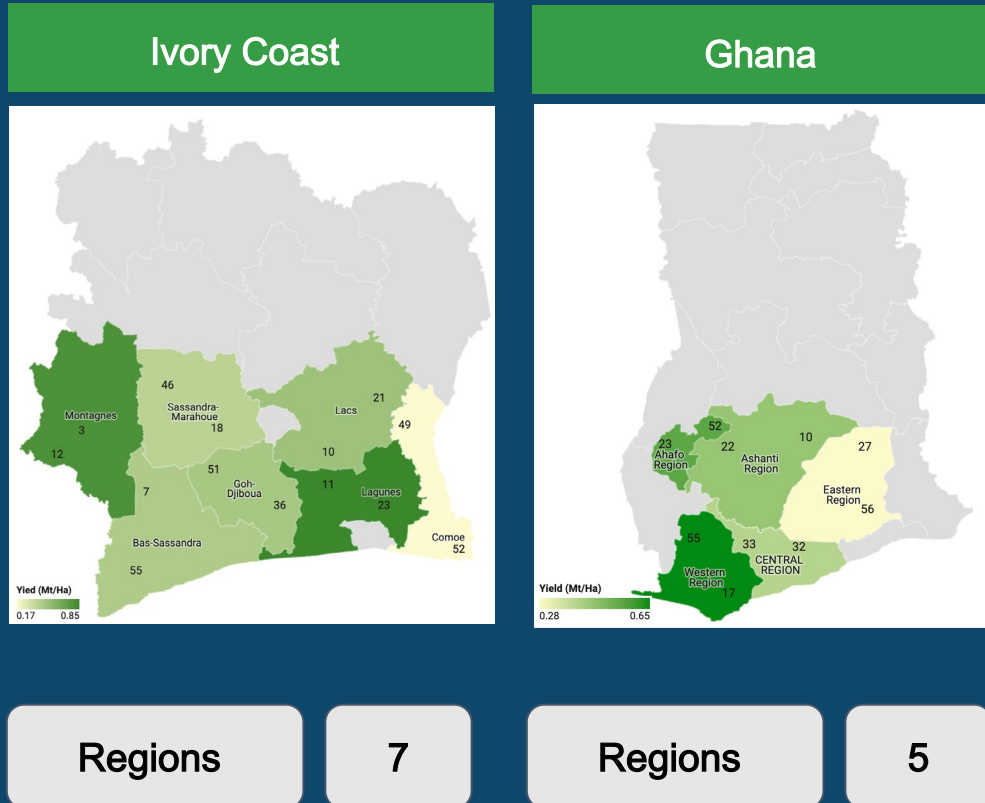 Ivory Coast
46
Sassandra-
Marahoue
18
Montagnes
3
12
21
Lacs
10
49
7
51
Goh-
Djiboua
36
11
Lagunes
23
Bas-Sassandra
55
Comoe
52
Yied (Mt/Ha)
0.17 0.85
Regions
7
Ghana
52
23
Ahafo
Region
22
10
Ashanti
Region
27
Eastern
Region
56
55
Western
Region
17
33
32
CENTRAL
REGION
Yield (Mt/Ha)
0.28 0.65
Regions
5